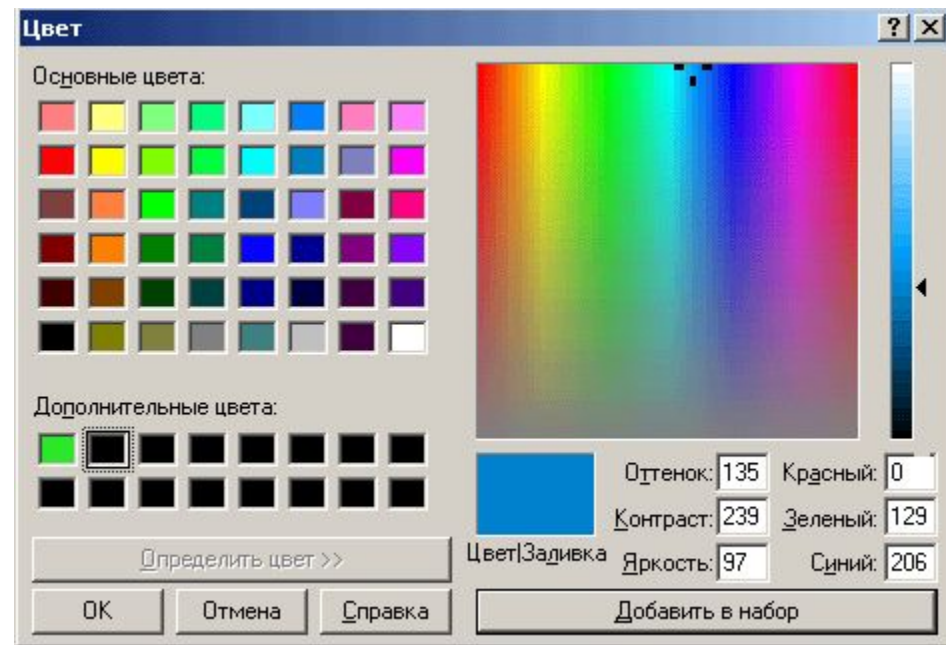 Цвет
Основные цвета:
Дополнительные цвета:
Определить цвет >>
OK Отмена Справка
Цвет|Заливка
Оттенок: 135 Красный: 0
Контраст: 239 Зеленый: 129
Яркость: 97 Синий: 206
Добавить в набор